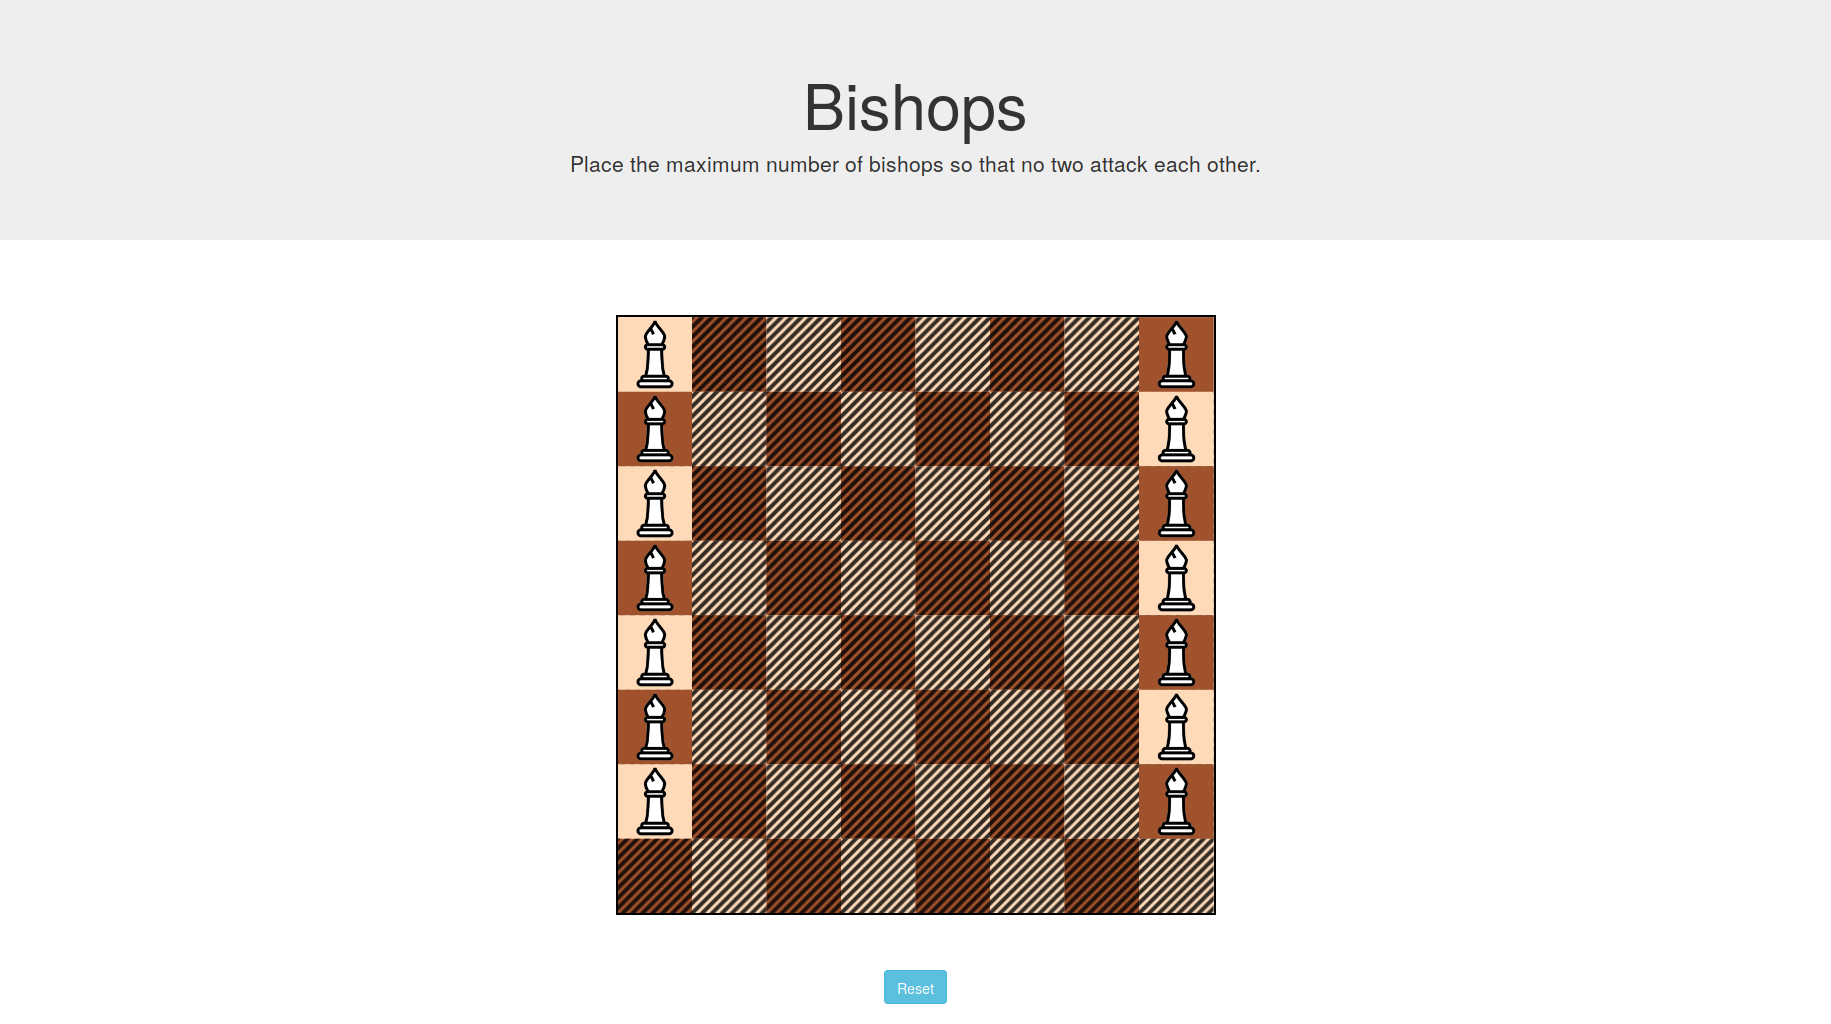 Bishops
Place the maximum number of bishops so that no two attack each other.
Reset